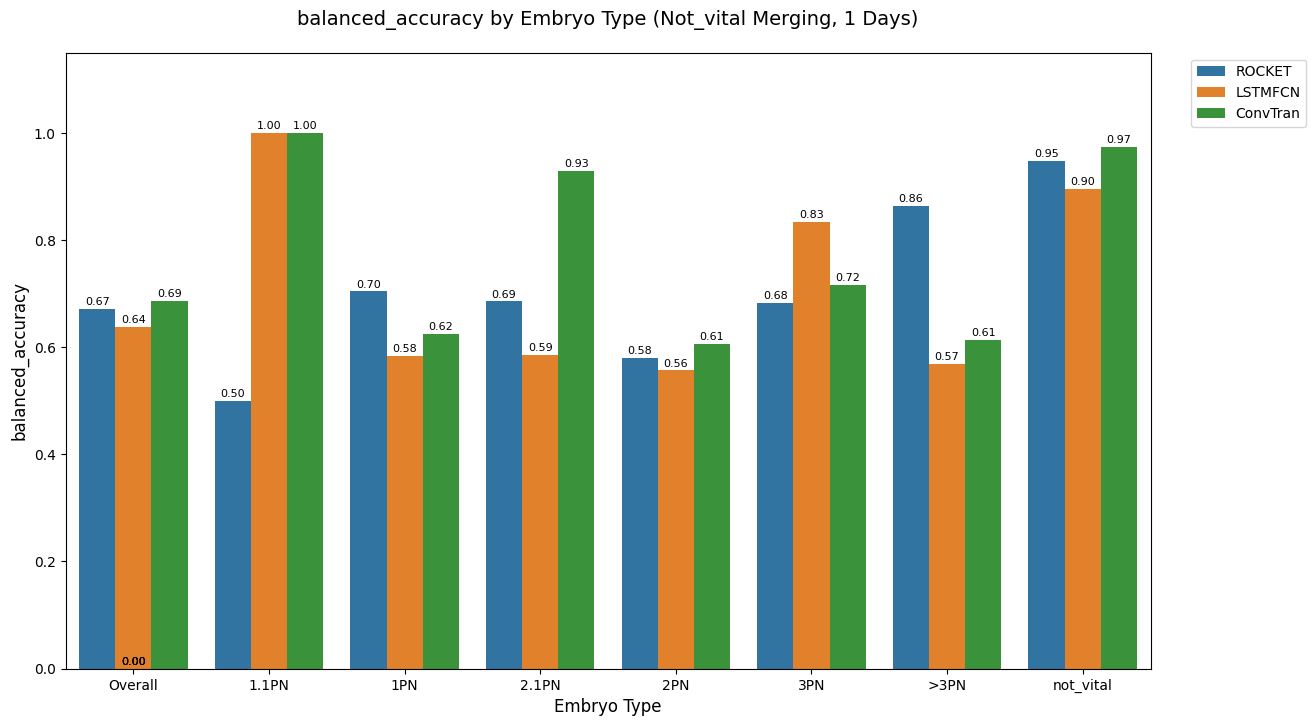 balanced_accuracy by Embryo Type (Not_vital Merging, 1 Days)
ROCKET
LSTMFCN
ConvTran
balanced_accuracy
1.0
0.8
0.6
0.4
0.2
0.0
0.67
0.64
0.69
0.00
0.50
1.00
1.00
0.70
0.58
0.62
0.69
0.59
0.93
0.58
0.56
0.61
0.68
0.83
0.72
0.86
0.57
0.61
0.95
0.90
0.97
Overall
1.1PN
1PN
2.1PN
2PN
3PN
>3PN
not_vital
Embryo Type